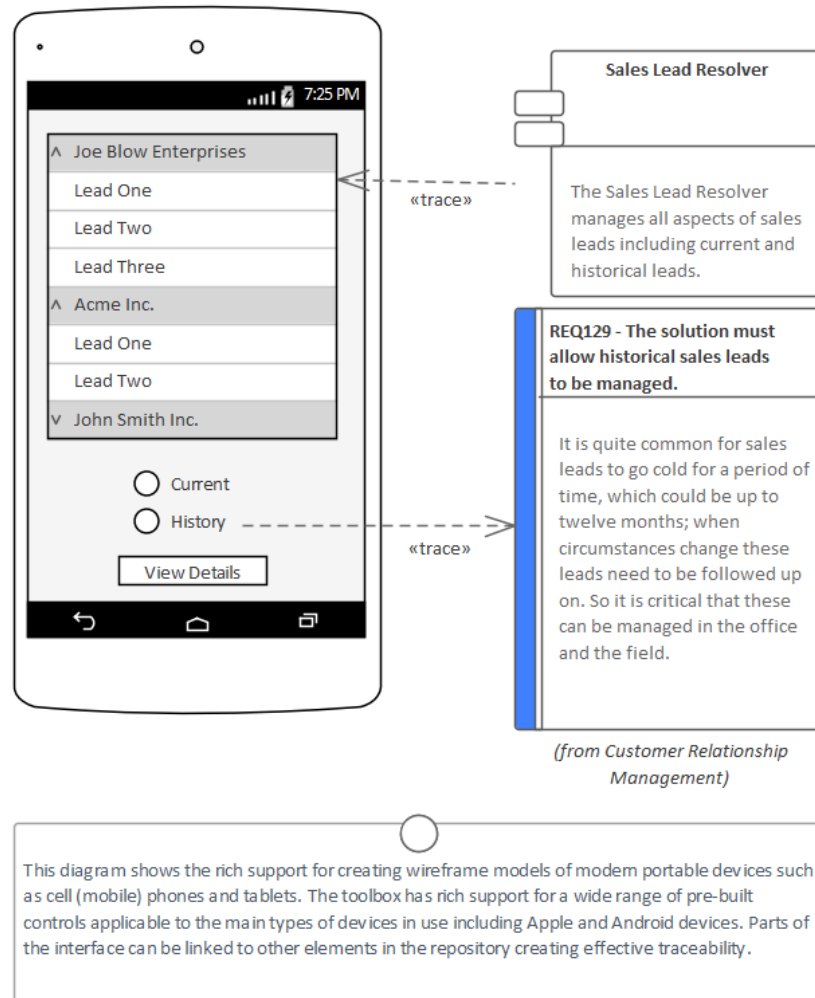 7:25 PM
Joe Blow Enterprises
Lead One
Lead Two
Lead Three
Acme Inc.
Lead One
Lead Two
John Smith Inc.
Current
History
View Details
«trace»
«trace»
Sales Lead Resolver
The Sales Lead Resolver
manages all aspects of sales
leads including current and
historical leads.
REQ129 - The solution must
allow historical sales leads
to be managed.
It is quite common for sales
leads to go cold for a period of
time, which could be up to
twelve months; when
circumstances change these
leads need to be followed up
on. So it is critical that these
can be managed in the office
and the field.
(from Customer Relationship
Management)
This diagram shows the rich support for creating wireframe models of modern portable devices such
as cell (mobile) phones and tablets. The toolbox has rich support for a wide range of pre-built
controls applicable to the main types of devices in use including Apple and Android devices. Parts of
the interface can be linked to other elements in the repository creating effective traceability.